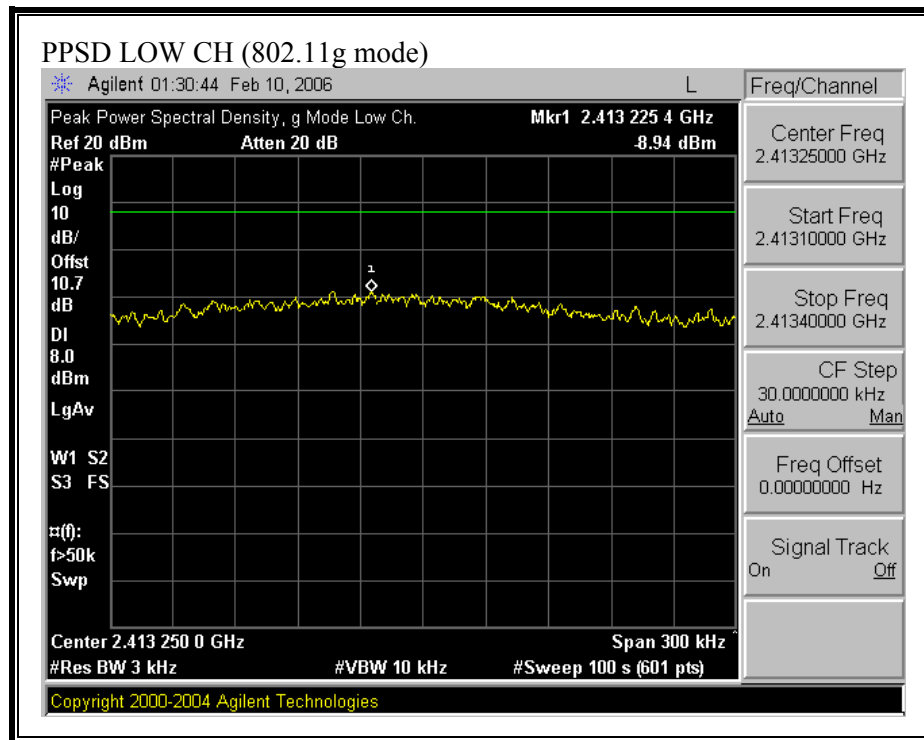 PPSD LOW CH (802.11g mode)
Agilent 01:30:44 Feb 10, 2006 L
Peak Power Spectral Density, g Mode Low Ch. Mkr1 2.413 225 4 GHz
Ref 20 dBm Atten 20 dB -8.94 dBm
#Peak
Log
10
dB/
Offst
10.7
dB
DI
8.0
dBm
LgAv
W1 S2
S3 FS
¤(f):
f>50k
Swp
1
Center 2.413 250 0 GHz Span 300 kHz
#Res BW 3 kHz #VBW 10 kHz #Sweep 100 s (601 pts)
Copyright 2000-2004 Agilent Technologies
Freq/Channel
Center Freq
2.41325000 GHz
Start Freq
2.41310000 GHz
Stop Freq
2.41340000 GHz
CF Step
30.0000000 kHz
Auto Man
Freq Offset
0.00000000 Hz
Signal Track
On Off